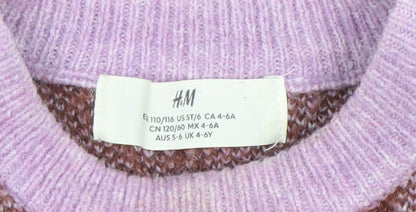 H&M
EU 110/116 US 5T/6 CA 4-6A
CN 120/60 MX 4-6A
AUS 5-6 UK 4-6Y